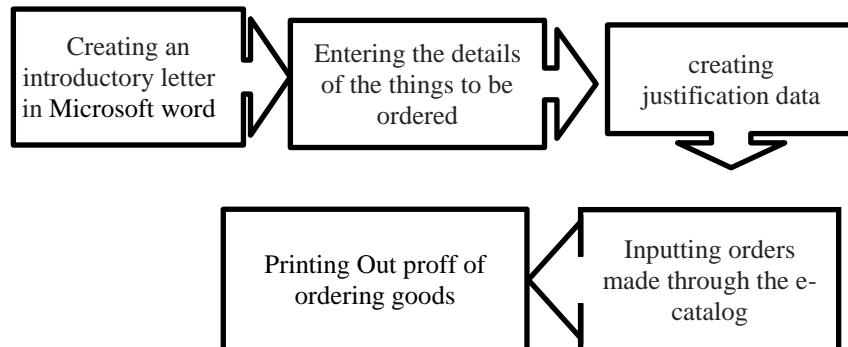 Creating an
introductory letter
in Microsoft word
Entering the details
of the things to be
ordered
creating
justification data
Inputting orders
made through the e-
catalog
Printing Out proff of
ordering goods